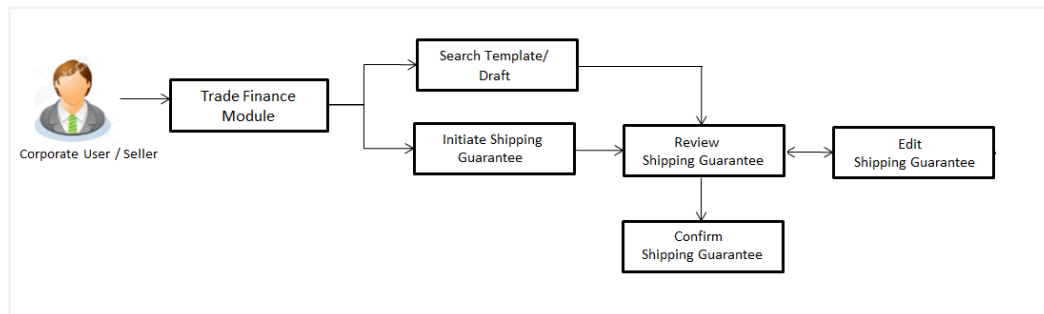 Search Template/
Draft
Trade Finance
Module
Corporate User / Seller
Initiate Shipping
Guarantee
Review
Shipping Guarantee
Edit
Shipping Guarantee
Confirm
Shipping Guarantee